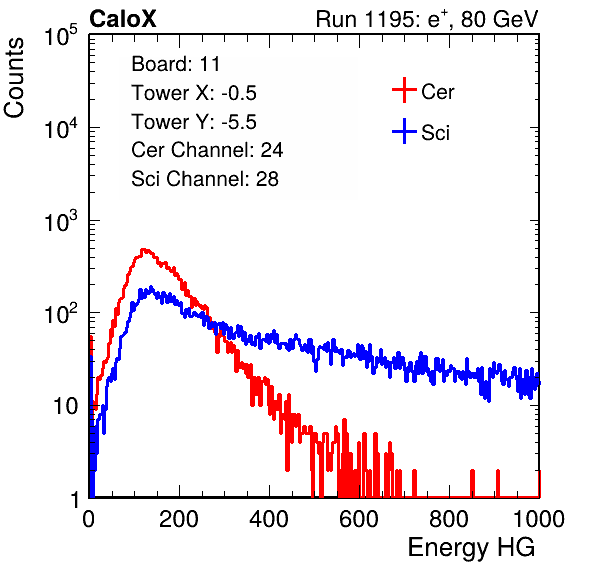 CaloX Run 1195: e⁺, 80 GeV
Counts
Board: 11
Tower X: -0.5
Tower Y: -5.5
Cer Channel: 24
Sci Channel: 28
Cer
Sci
10⁵
10⁴
10³
10²
10
1
0 200 400 600 800 1000
Energy HG